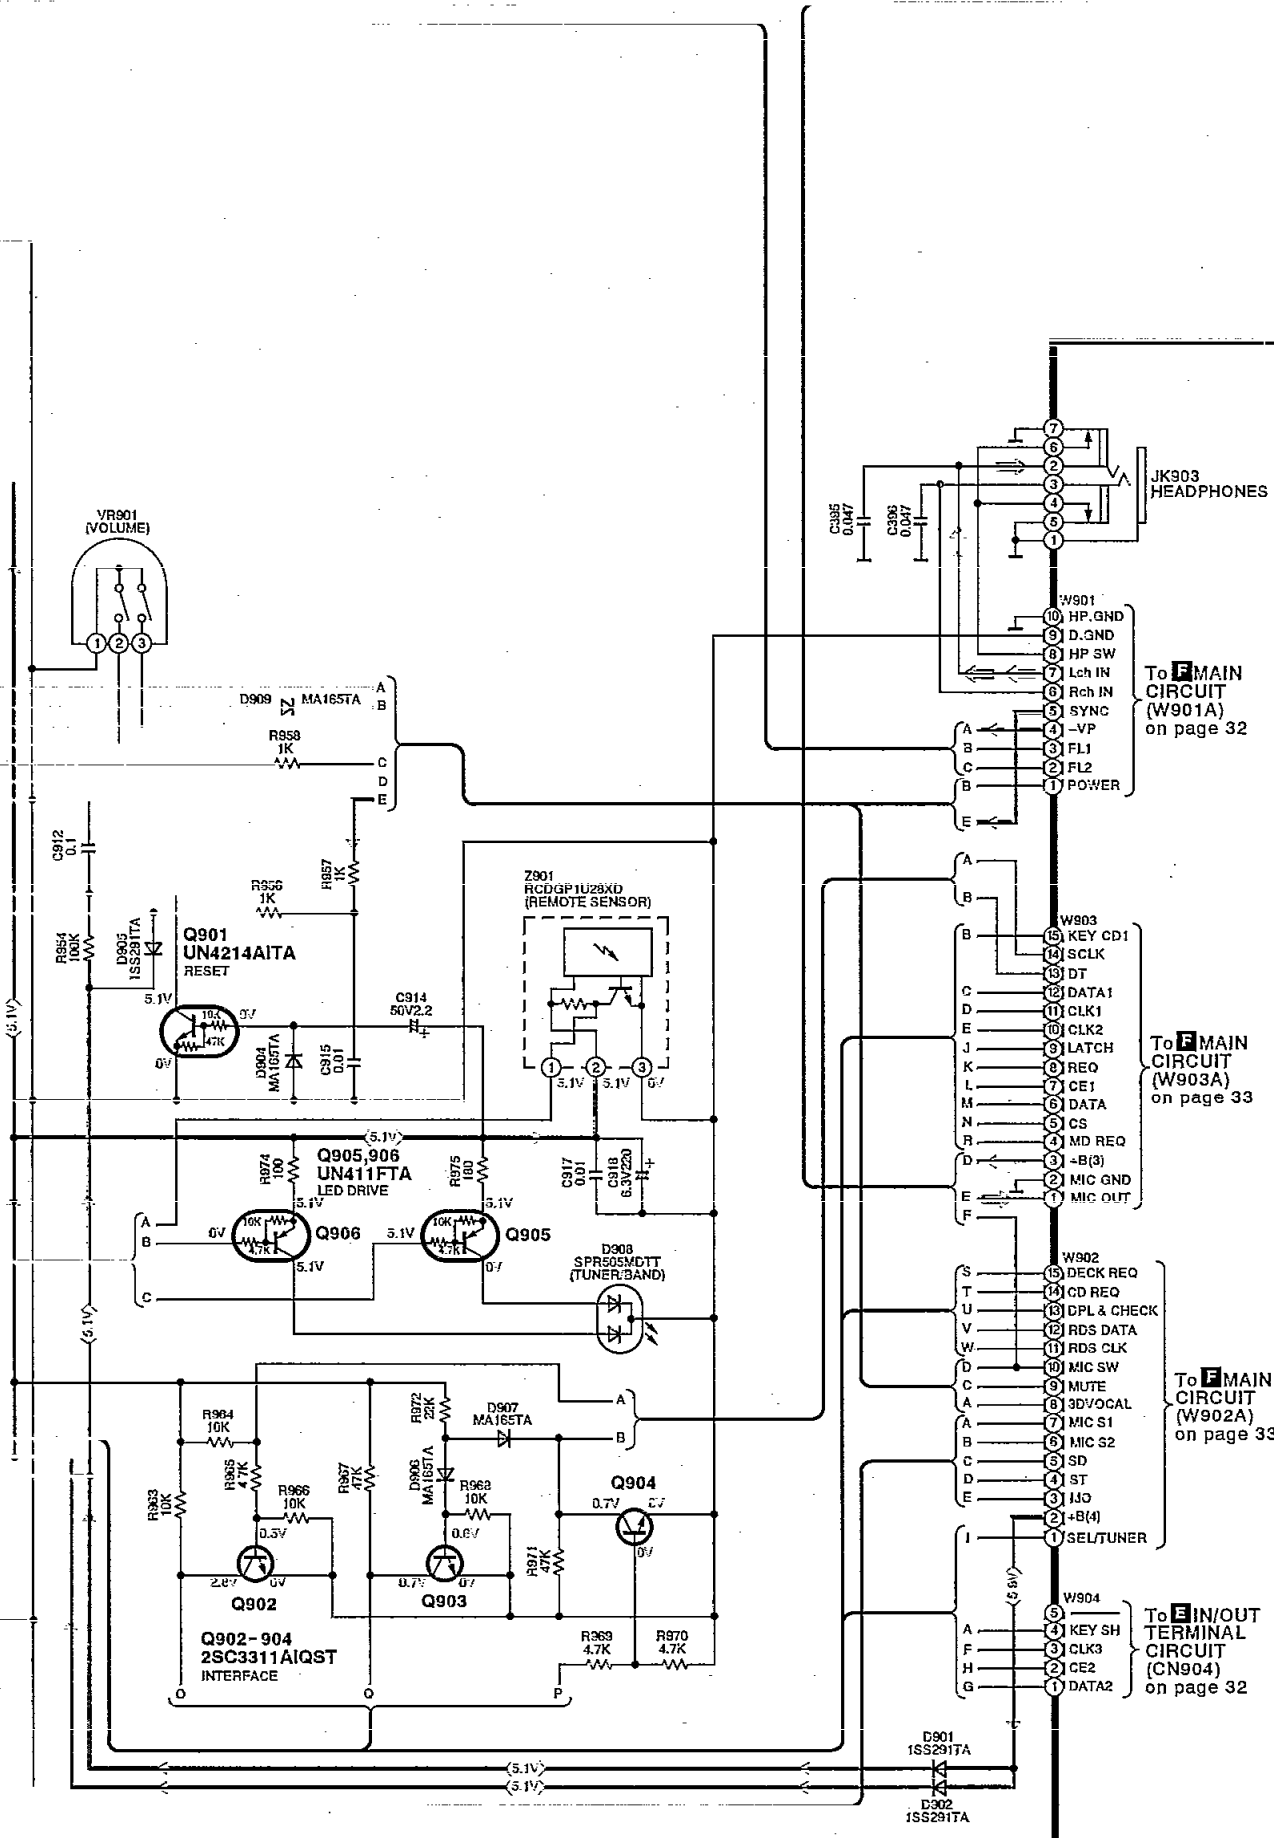 JK903
HEADPHONES
7
6
2
3
4
5
1
C395
0.047
C396
0.047
VR901
(VOLUME)
1 2 3
W901
10 HP.GND
9 D.GND
8 HP SW
7 Lch IN
6 Rch IN
5 SYNC
A 4 -VP
B 3 FL1
C 2 FL2
B 1 POWER
E
To F MAIN
CIRCUIT
(W901A)
on page 32
D909 MA165TA
A
B
R958
1K
C
D
E
C912
0.1
R954
100K
D905
1SS291TA
R956
1K
R957
1K
Q901
UN4214AITA
RESET
5.1V
10K
47K
0V
0V
D904
MA165TA
C915
0.01
C914
50V2.2
Z901
RCDGP1U28XD
(REMOTE SENSOR)
1 2 3
5.1V 5.1V 0V
(5.1V)
A
B
W903
B 15 KEY CD1
14 SCLK
13 DT
C 12 DATA1
D 11 CLK1
E 10 CLK2
J 9 LATCH
K 8 REQ
L 7 CE1
M 6 DATA
N 5 CS
R 4 MD REQ
D 3 +B(3)
2 MIC GND
E 1 MIC OUT
F
To F MAIN
CIRCUIT
(W903A)
on page 33
(5.1V)
R974
100
Q905,906
UN411FTA
LED DRIVE
R975
180
C917
0.01
C918
6.3V220
5.1V
5.1V
A
B
C
0V
10K
4.7K
Q906
5.1V
5.1V
10K
4.7K
Q905
0V
D908
SPR505MDTT
(TUNER/BAND)
(5.1V)
W902
S 15 DECK REQ
T 14 CD REQ
U 13 DPL & CHECK
V 12 RDS DATA
W 11 RDS CLK
D 10 MIC SW
C 9 MUTE
A 8 3DVOCAL
A 7 MIC S1
B 6 MIC S2
C 5 SD
D 4 ST
E 3 I/O
2 +B(4)
I 1 SEL/TUNER
To F MAIN
CIRCUIT
(W902A)
on page 33
R964
10K
R965
4.7K
R963
10K
R966
10K
R967
47K
R972
22K
D907
MA165TA
D906
MA165TA
R968
10K
A
B
Q904
0.7V 0V
0V
R971
47K
0.5V
2.8V 0V
Q902
0.6V
0.7V 0V
Q903
Q902-904
2SC3311AIQST
INTERFACE
R969
4.7K
R970
4.7K
O Q P
(5.9V)
W904
5
A 4 KEY SH
F 3 CLK3
H 2 CE2
G 1 DATA2
To E IN/OUT
TERMINAL
CIRCUIT
(CN904)
on page 32
D901
1SS291TA
(5.1V)
(5.1V)
D902
1SS291TA